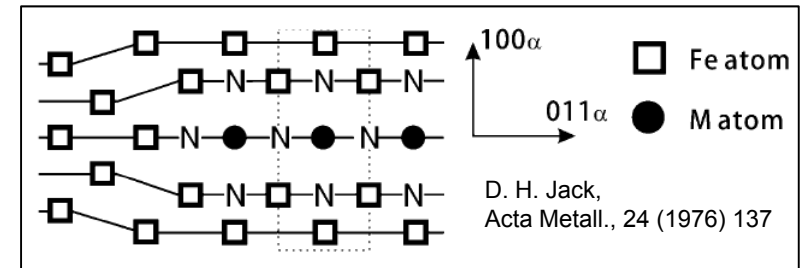 100α
Fe atom
N N N
011α
M atom
N N N
N N N
D. H. Jack,
Acta Metall., 24 (1976) 137